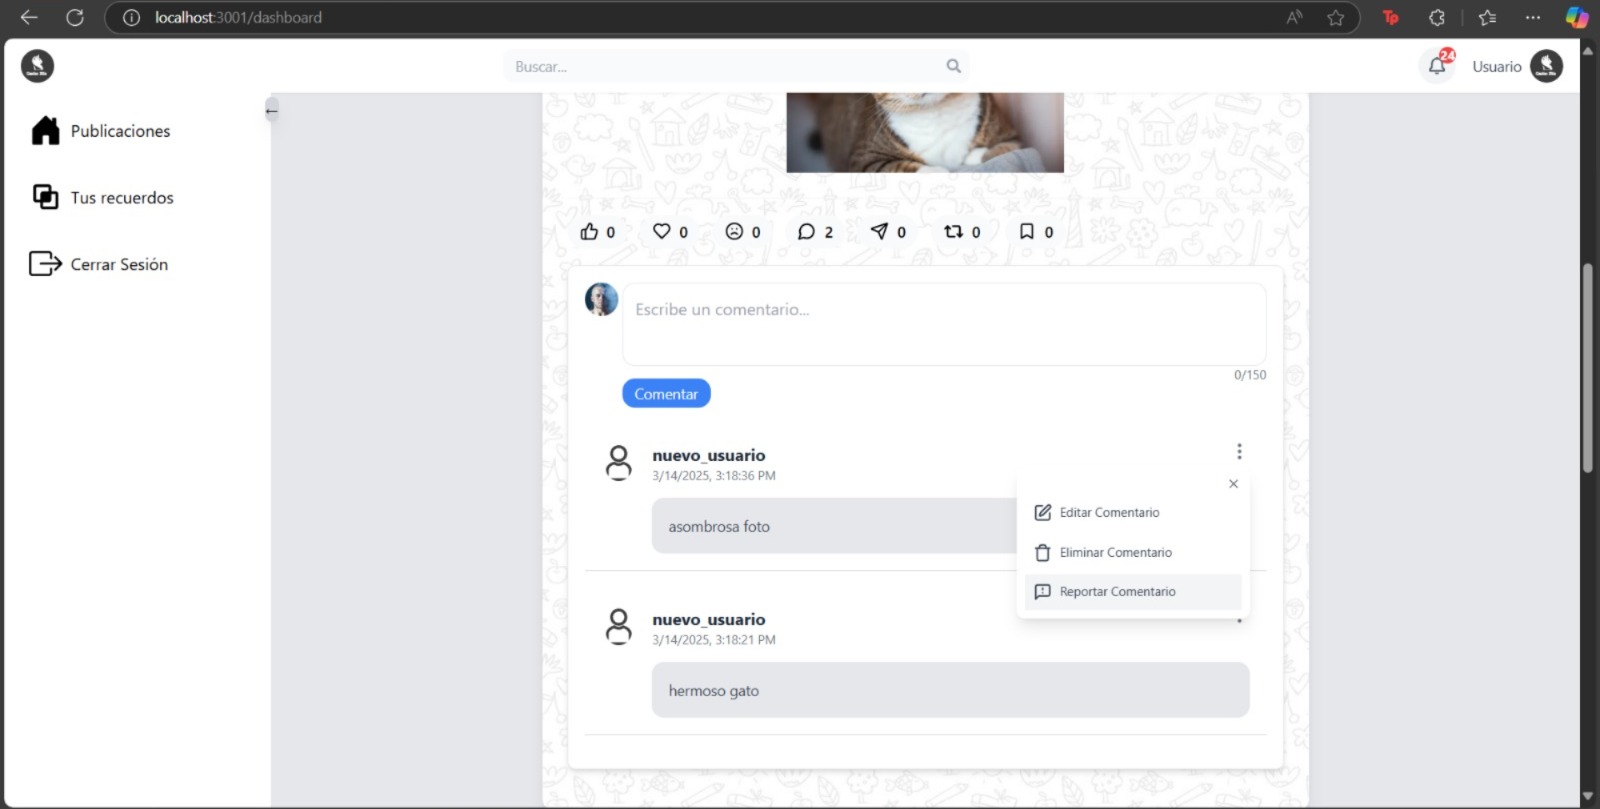 localhost:3001/dashboard
Buscar...
24
Usuario
Publicaciones
Tus recuerdos
Cerrar Sesión
0 0 0 2 0 0 0
Escribe un comentario...
0/150
Comentar
nuevo_usuario
3/14/2025, 3:18:36 PM
asombrosa foto
Editar Comentario
Eliminar Comentario
Reportar Comentario
nuevo_usuario
3/14/2025, 3:18:21 PM
hermoso gato